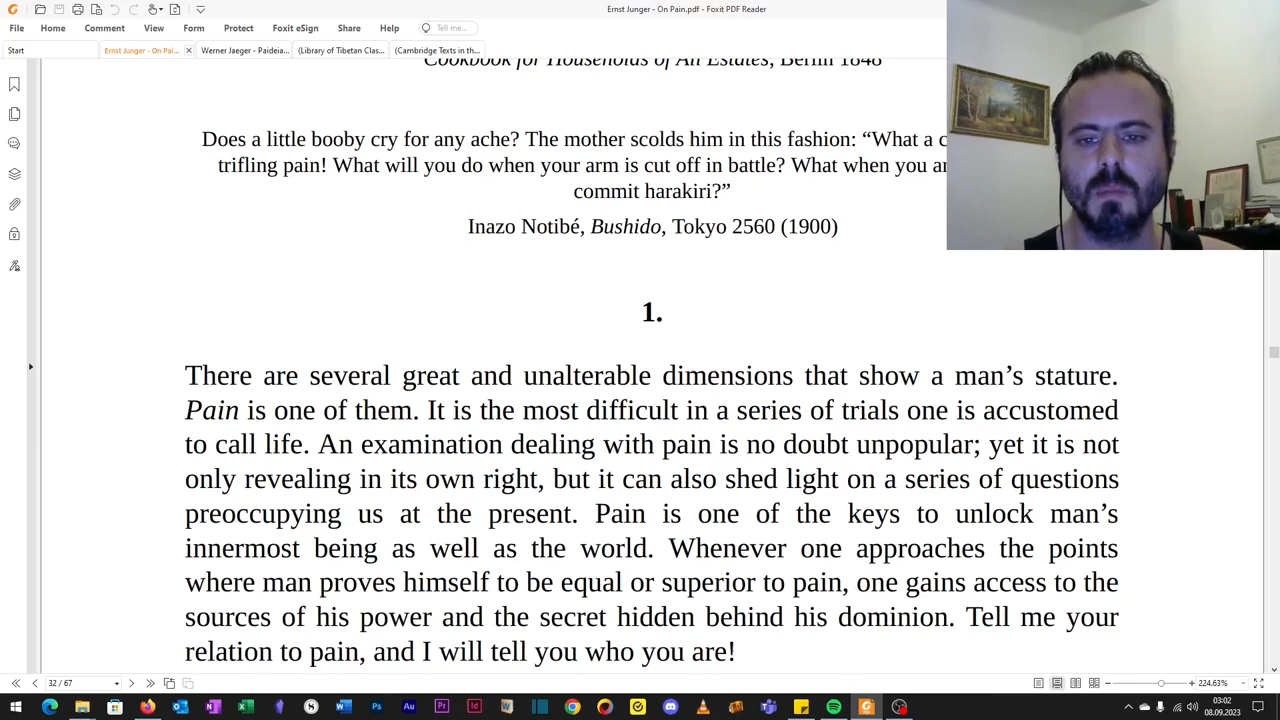 Ernst Junger - On Pain.pdf - Foxit PDF Reader
File Home Comment View Form Protect Foxit eSign Share Help Tell me...
Start Ernst Junger - On Pai... Werner Jaeger - Paideia... (Library of Tibetan Clas... (Cambridge Texts in th...
Cookbook for Households of All Estates, Berlin 1848
Does a little booby cry for any ache? The mother scolds him in this fashion: “What a c
trifling pain! What will you do when your arm is cut off in battle? What when you
commit harakiri?”
Inazo Notibé, Bushido, Tokyo 2560 (1900)
1.
There are several great and unalterable dimensions that show a man’s stature.
Pain is one of them. It is the most difficult in a series of trials one is accustomed
to call life. An examination dealing with pain is no doubt unpopular; yet it is not
only revealing in its own right, but it can also shed light on a series of questions
preoccupying us at the present. Pain is one of the keys to unlock man’s
innermost being as well as the world. Whenever one approaches the points
where man proves himself to be equal or superior to pain, one gains access to the
sources of his power and the secret hidden behind his dominion. Tell me your
relation to pain, and I will tell you who you are!
32 / 67 224.63%
03:02
08.09.2023